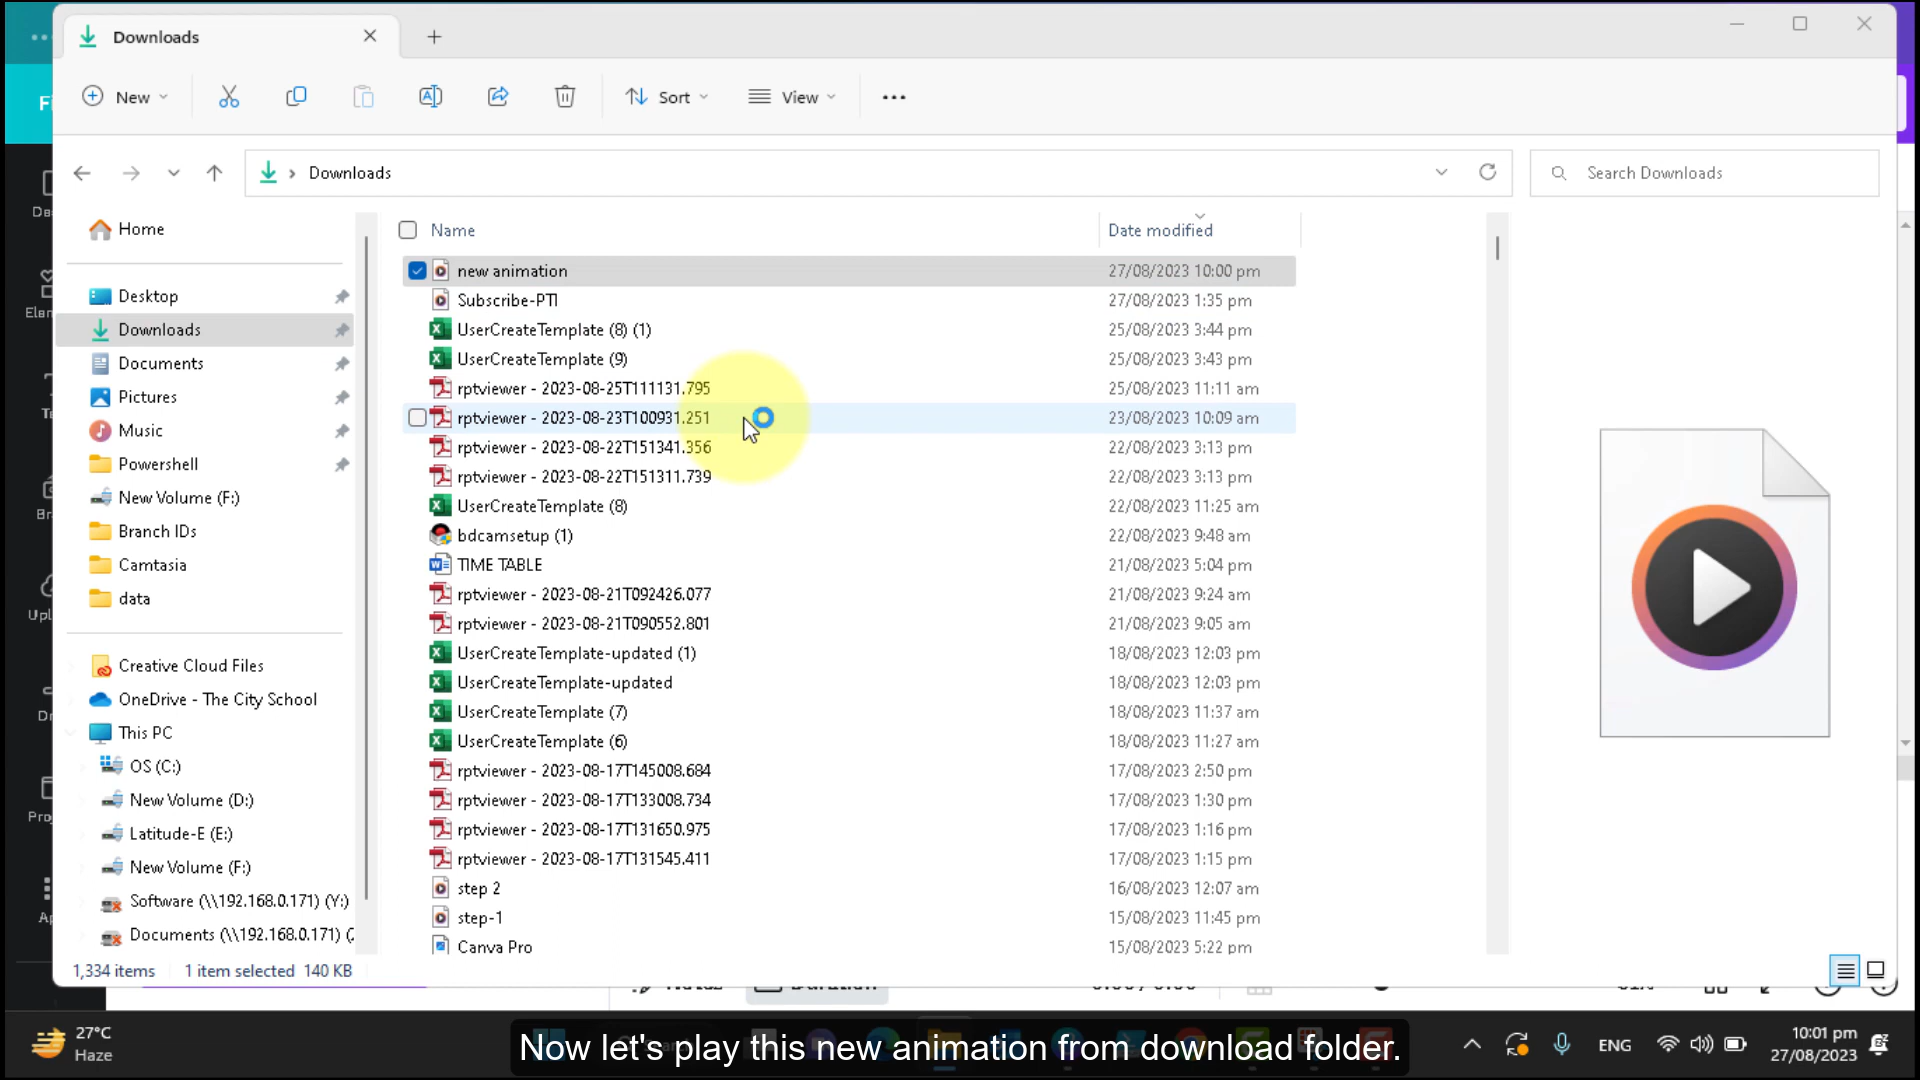 Downloads
New
Sort
View
Downloads
Search Downloads
Home
Desktop
Downloads
Documents
Pictures
Music
Powershell
New Volume (F:)
Branch IDs
Camtasia
data
Creative Cloud Files
OneDrive - The City School
This PC
OS (C:)
New Volume (D:)
Latitude-E (E:)
New Volume (F:)
Software (\\192.168.0.171) (Y:)
Documents (\\192.168.0.171) (
Name Date modified
new animation 27/08/2023 10:00 pm
Subscribe-PTI 27/08/2023 1:35 pm
UserCreateTemplate (8) (1) 25/08/2023 3:44 pm
UserCreateTemplate (9) 25/08/2023 3:43 pm
rptviewer - 2023-08-25T111131.795 25/08/2023 11:11 am
rptviewer - 2023-08-23T100931.251 23/08/2023 10:09 am
rptviewer - 2023-08-22T151341.356 22/08/2023 3:13 pm
rptviewer - 2023-08-22T151311.739 22/08/2023 3:13 pm
UserCreateTemplate (8) 22/08/2023 11:25 am
bdcamsetup (1) 22/08/2023 9:48 am
TIME TABLE 21/08/2023 5:04 pm
rptviewer - 2023-08-21T092426.077 21/08/2023 9:24 am
rptviewer - 2023-08-21T090552.801 21/08/2023 9:05 am
UserCreateTemplate-updated (1) 18/08/2023 12:03 pm
UserCreateTemplate-updated 18/08/2023 12:03 pm
UserCreateTemplate (7) 18/08/2023 11:37 am
UserCreateTemplate (6) 18/08/2023 11:27 am
rptviewer - 2023-08-17T145008.684 17/08/2023 2:50 pm
rptviewer - 2023-08-17T133008.734 17/08/2023 1:30 pm
rptviewer - 2023-08-17T131650.975 17/08/2023 1:16 pm
rptviewer - 2023-08-17T131545.411 17/08/2023 1:15 pm
step 2 16/08/2023 12:07 am
step-1 15/08/2023 11:45 pm
Canva Pro 15/08/2023 5:22 pm
1,334 items 1 item selected 140 KB
27°C
Haze
Now let's play this new animation from download folder.
ENG
10:01 pm
27/08/2023